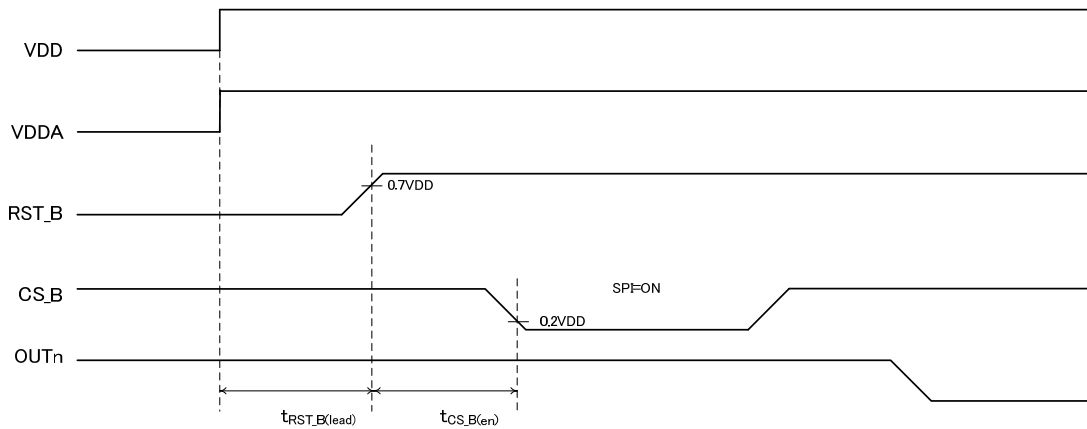 VDD
VDDA
0.7VDD
RST_B
CS_B
SPI=ON
0.2VDD
OUTn
tRST_B(lead)
tCS_B(en)